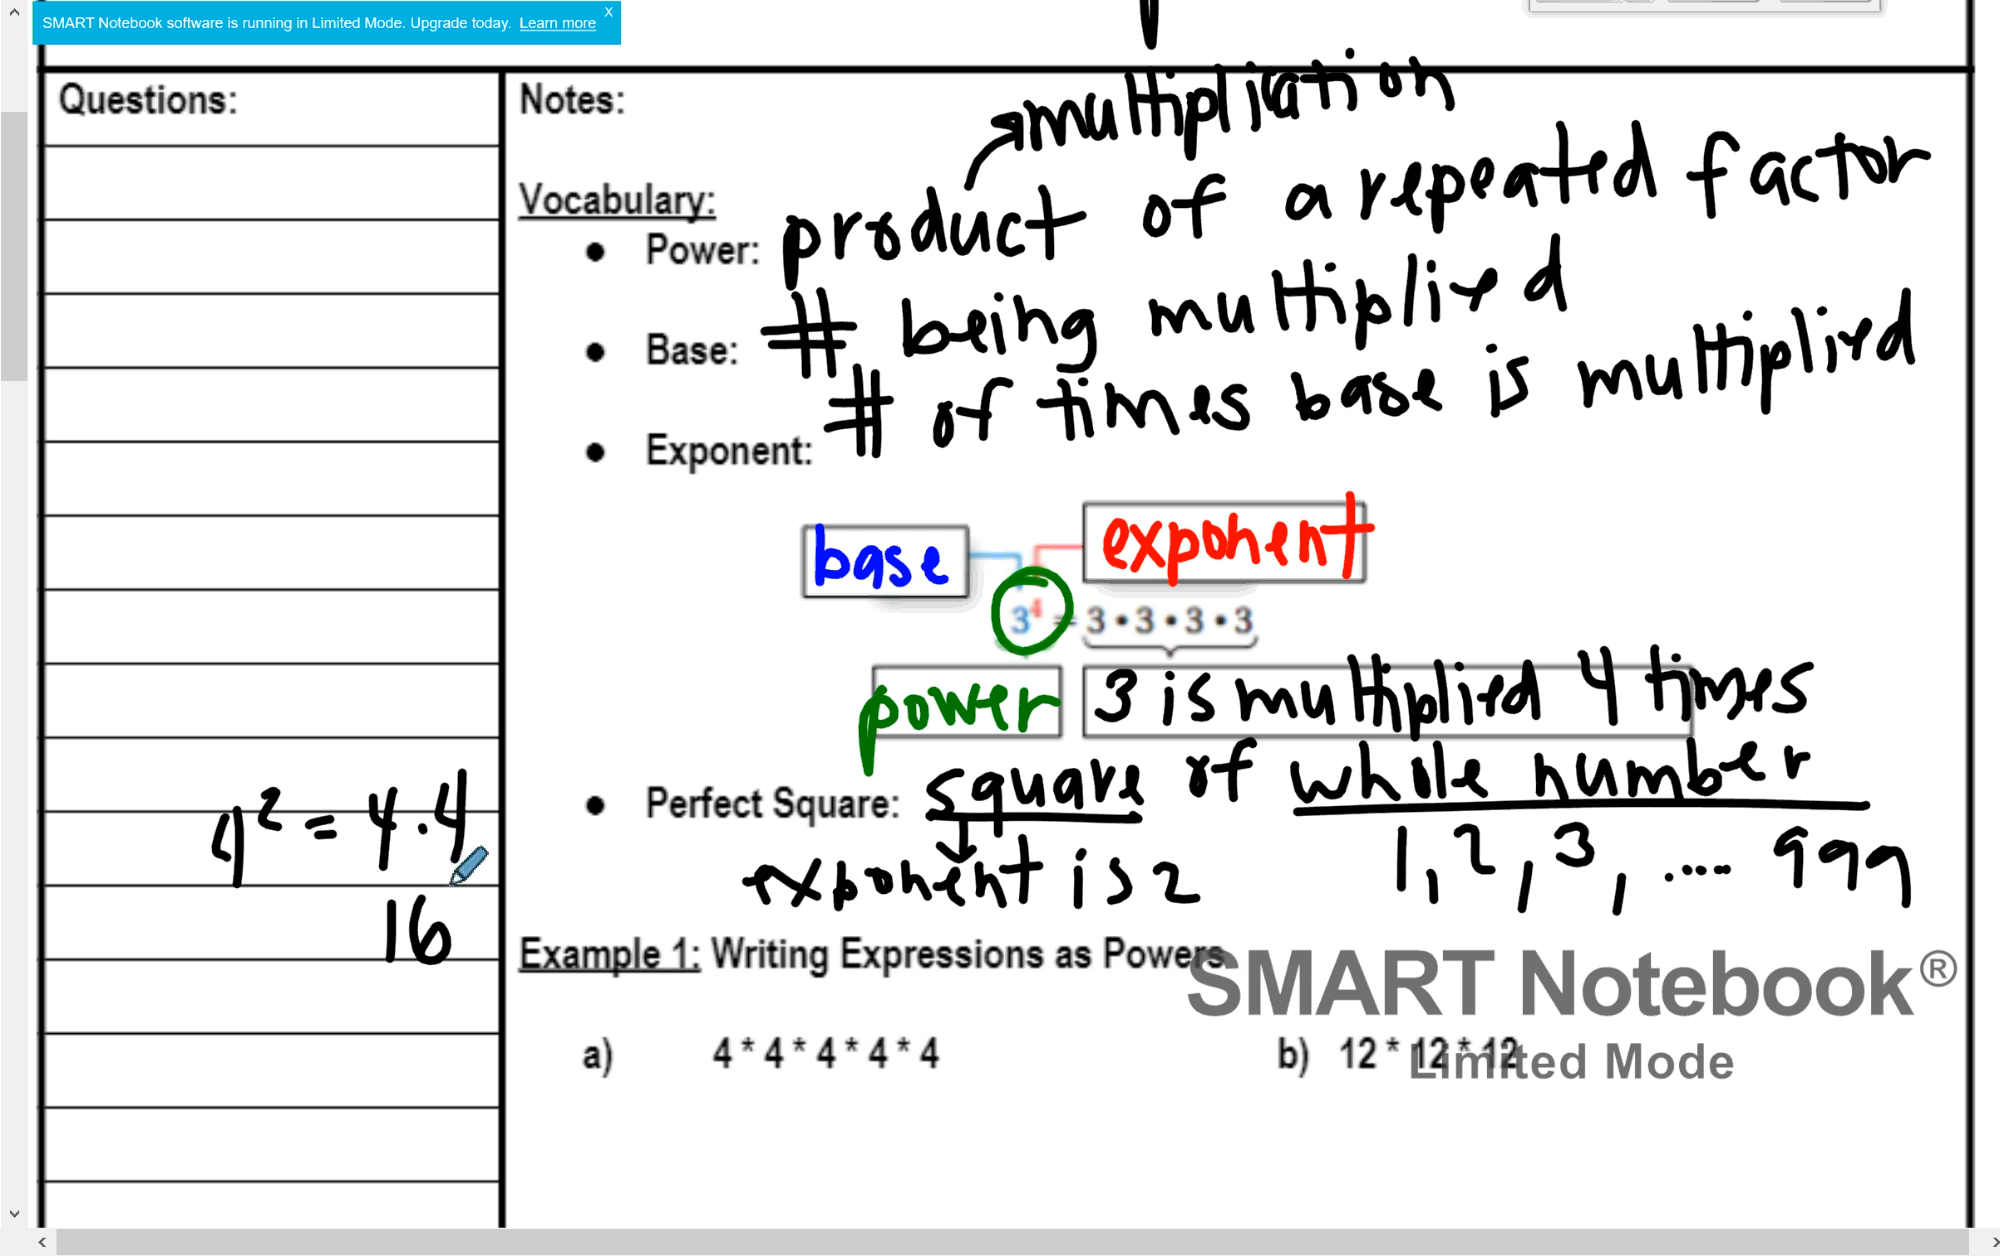 SMART Notebook software is running in Limited Mode. Upgrade today. Learn more X
Questions:
Notes:
multiplication
Vocabulary:
● Power: product of a repeated factor
● Base: # being multiplied
● Exponent: # of times base is multiplied
base
exponent
3⁴ = 3 • 3 • 3 • 3
power
3 is multiplied 4 times
● Perfect Square: square of whole number
exponent is 2
1, 2, 3, .... 999
4² = 4 . 4
16
Example 1: Writing Expressions as Powers
SMART Notebook®
Limited Mode
a) 4 * 4 * 4 * 4 * 4
b) 12 * 12 * 12